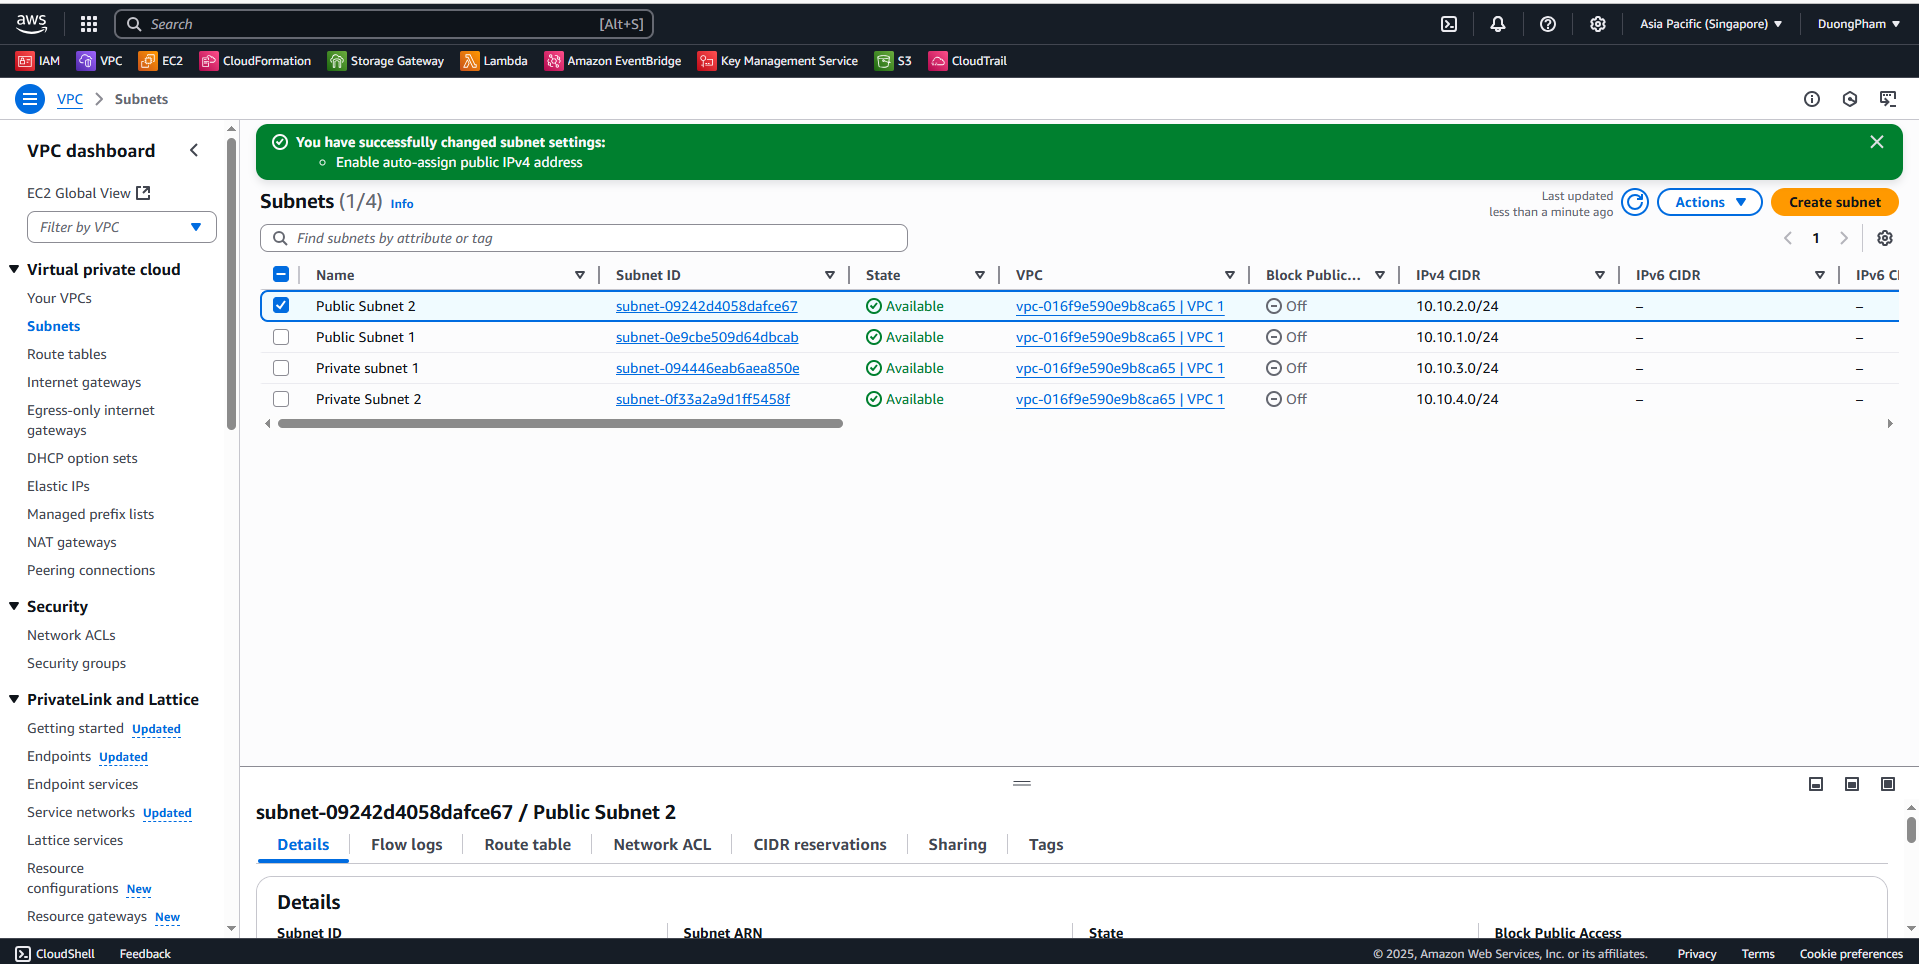 aws
Search [Alt+S]
Asia Pacific (Singapore)
DuongPham
IAM
VPC
EC2
CloudFormation
Storage Gateway
Lambda
Amazon EventBridge
Key Management Service
S3
CloudTrail
VPC
Subnets
VPC dashboard
EC2 Global View
Filter by VPC
Virtual private cloud
Your VPCs
Subnets
Route tables
Internet gateways
Egress-only internet
gateways
DHCP option sets
Elastic IPs
Managed prefix lists
NAT gateways
Peering connections
Security
Network ACLs
Security groups
PrivateLink and Lattice
Getting started Updated
Endpoints Updated
Endpoint services
Service networks Updated
Lattice services
Resource
configurations New
Resource gateways New
You have successfully changed subnet settings:
Enable auto-assign public IPv4 address
Subnets (1/4) Info
Last updated
less than a minute ago
Actions
Create subnet
Find subnets by attribute or tag
1
Name Subnet ID State VPC Block Public... IPv4 CIDR IPv6 CIDR IPv6 CI
Public Subnet 2 subnet-09242d4058dafce67 Available vpc-016f9e590e9b8ca65 | VPC 1 Off 10.10.2.0/24 – –
Public Subnet 1 subnet-0e9cbe509d64dbcab Available vpc-016f9e590e9b8ca65 | VPC 1 Off 10.10.1.0/24 – –
Private subnet 1 subnet-094446eab6aea850e Available vpc-016f9e590e9b8ca65 | VPC 1 Off 10.10.3.0/24 – –
Private Subnet 2 subnet-0f33a2a9d1ff5458f Available vpc-016f9e590e9b8ca65 | VPC 1 Off 10.10.4.0/24 – –
subnet-09242d4058dafce67 / Public Subnet 2
Details Flow logs Route table Network ACL CIDR reservations Sharing Tags
Details
Subnet ID Subnet ARN State Block Public Access
CloudShell Feedback © 2025, Amazon Web Services, Inc. or its affiliates. Privacy Terms Cookie preferences